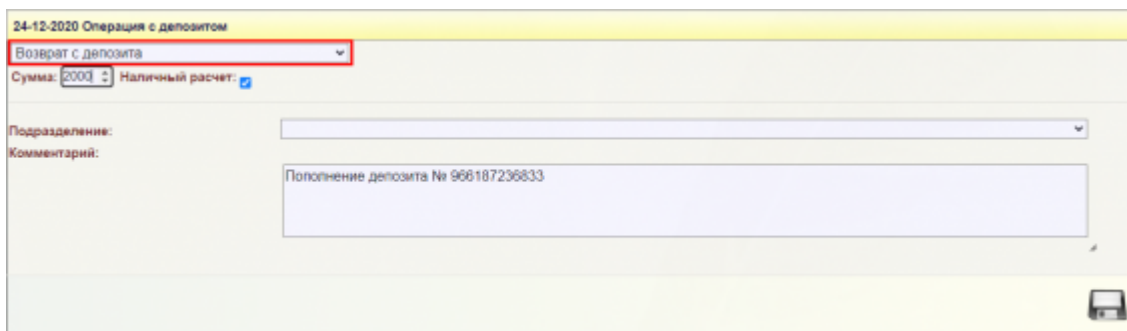 24-12-2020 Операция с депозитом
Возврат с депозита
Сумма: 2000 Наличный расчет:
Подразделение:
Комментарий:
Пополнение депозита № 966187236833